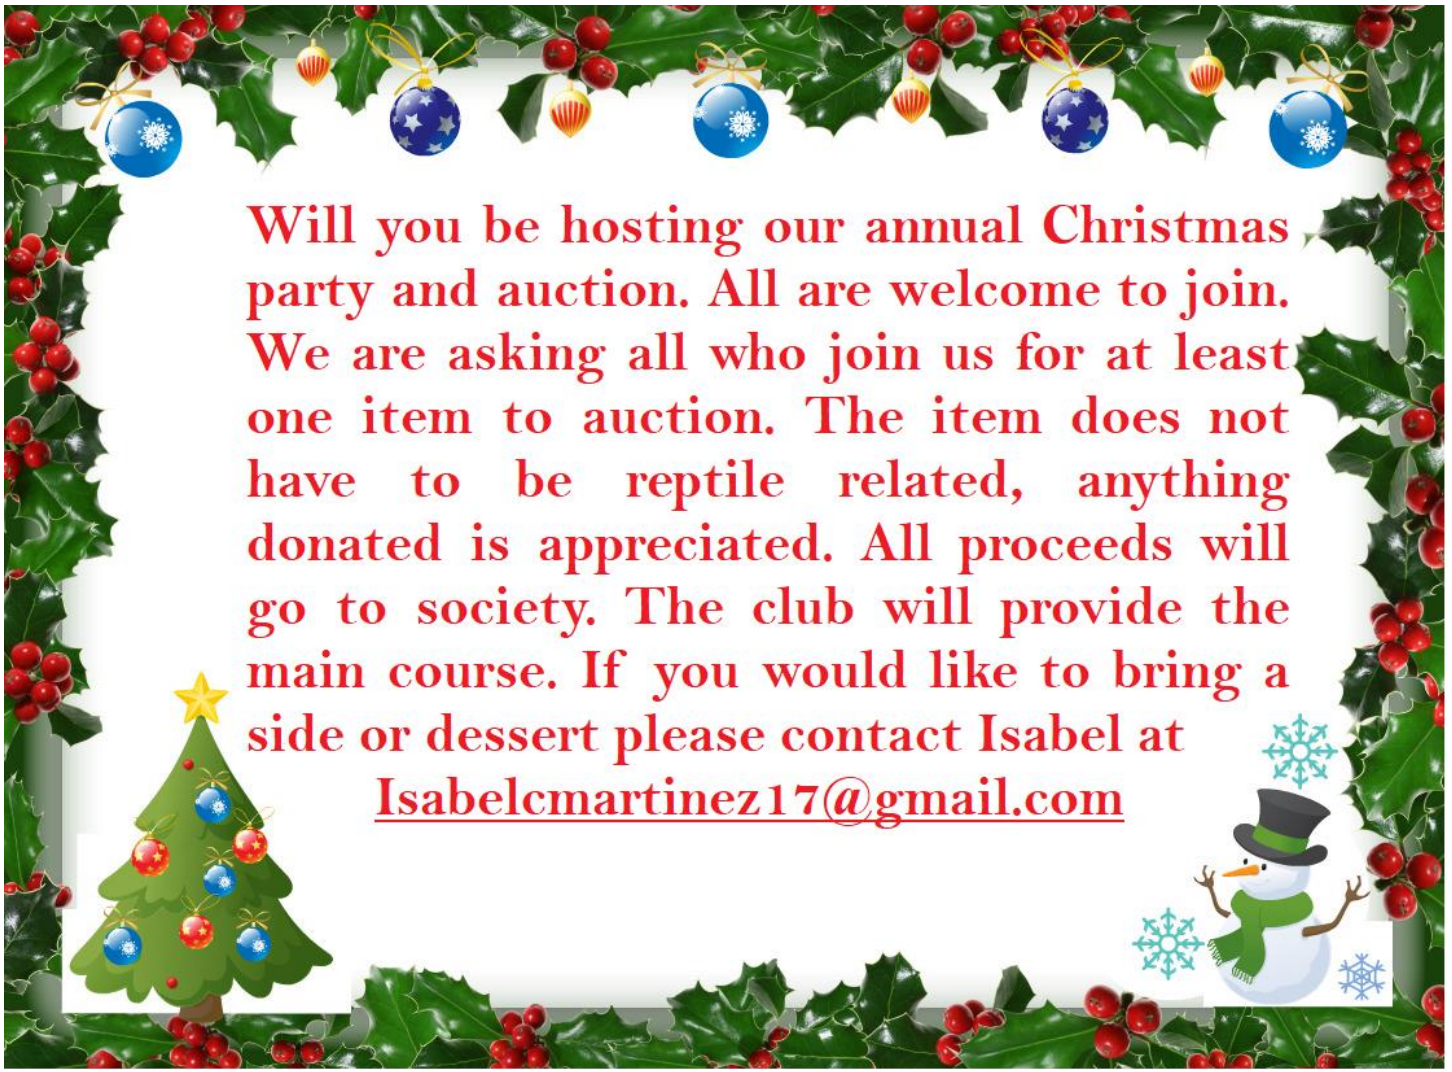 Will you be hosting our annual Christmas
party and auction. All are welcome to join.
We are asking all who join us for at least
one item to auction. The item does not
have to be reptile related, anything
donated is appreciated. All proceeds will
go to society. The club will provide the
main course. If you would like to bring a
side or dessert please contact Isabel at
Isabelcmartinez17@gmail.com